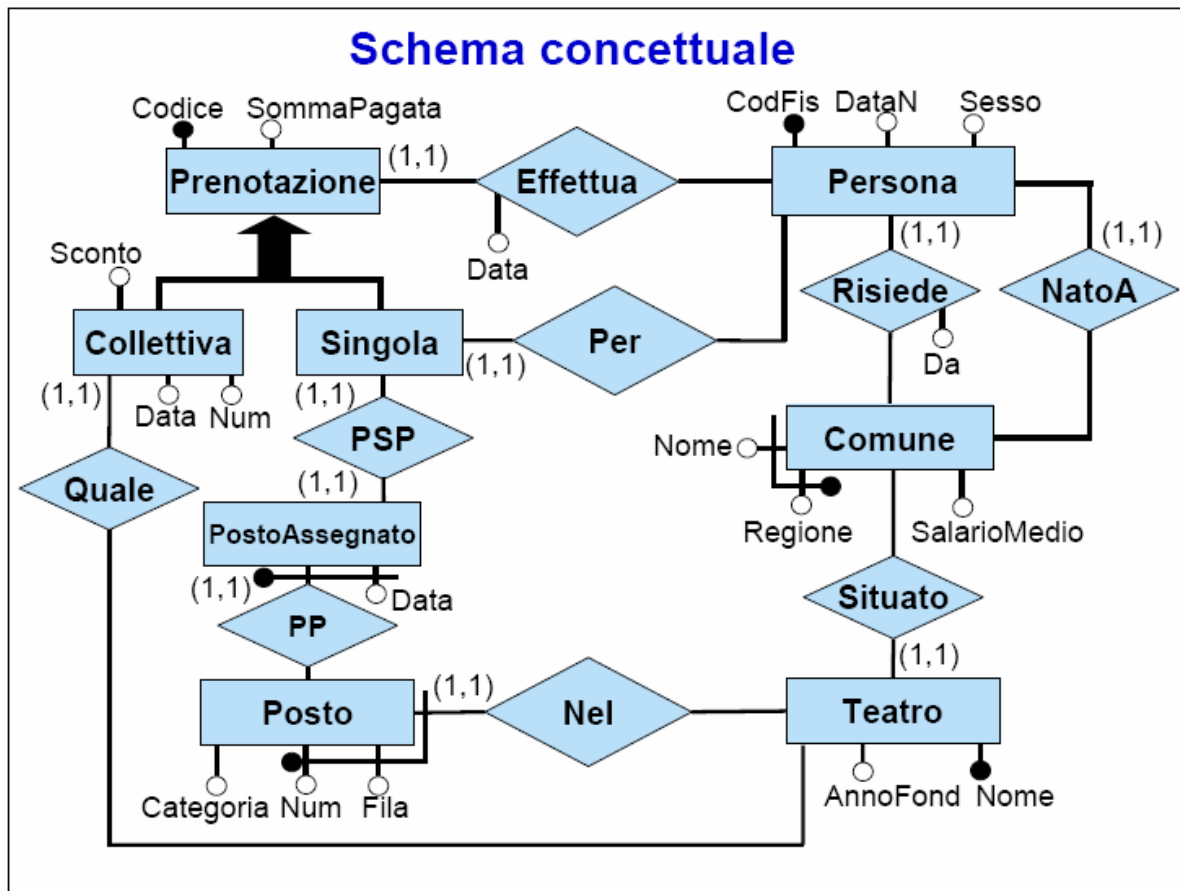 Schema concettuale
Codice SommaPagata CodFis DataN Sesso
(1,1)
Prenotazione Effettua Persona
(1,1) (1,1)
Sconto Data
Risiede NatoA
Collettiva Singola Per
(1,1) (1,1) (1,1) Da
Data Num
PSP Nome Comune
Quale (1,1)
PostoAssegnato Regione SalarioMedio
(1,1) Data
PP Situato
(1,1) (1,1)
Posto Nel Teatro
Categoria Num Fila AnnoFond Nome